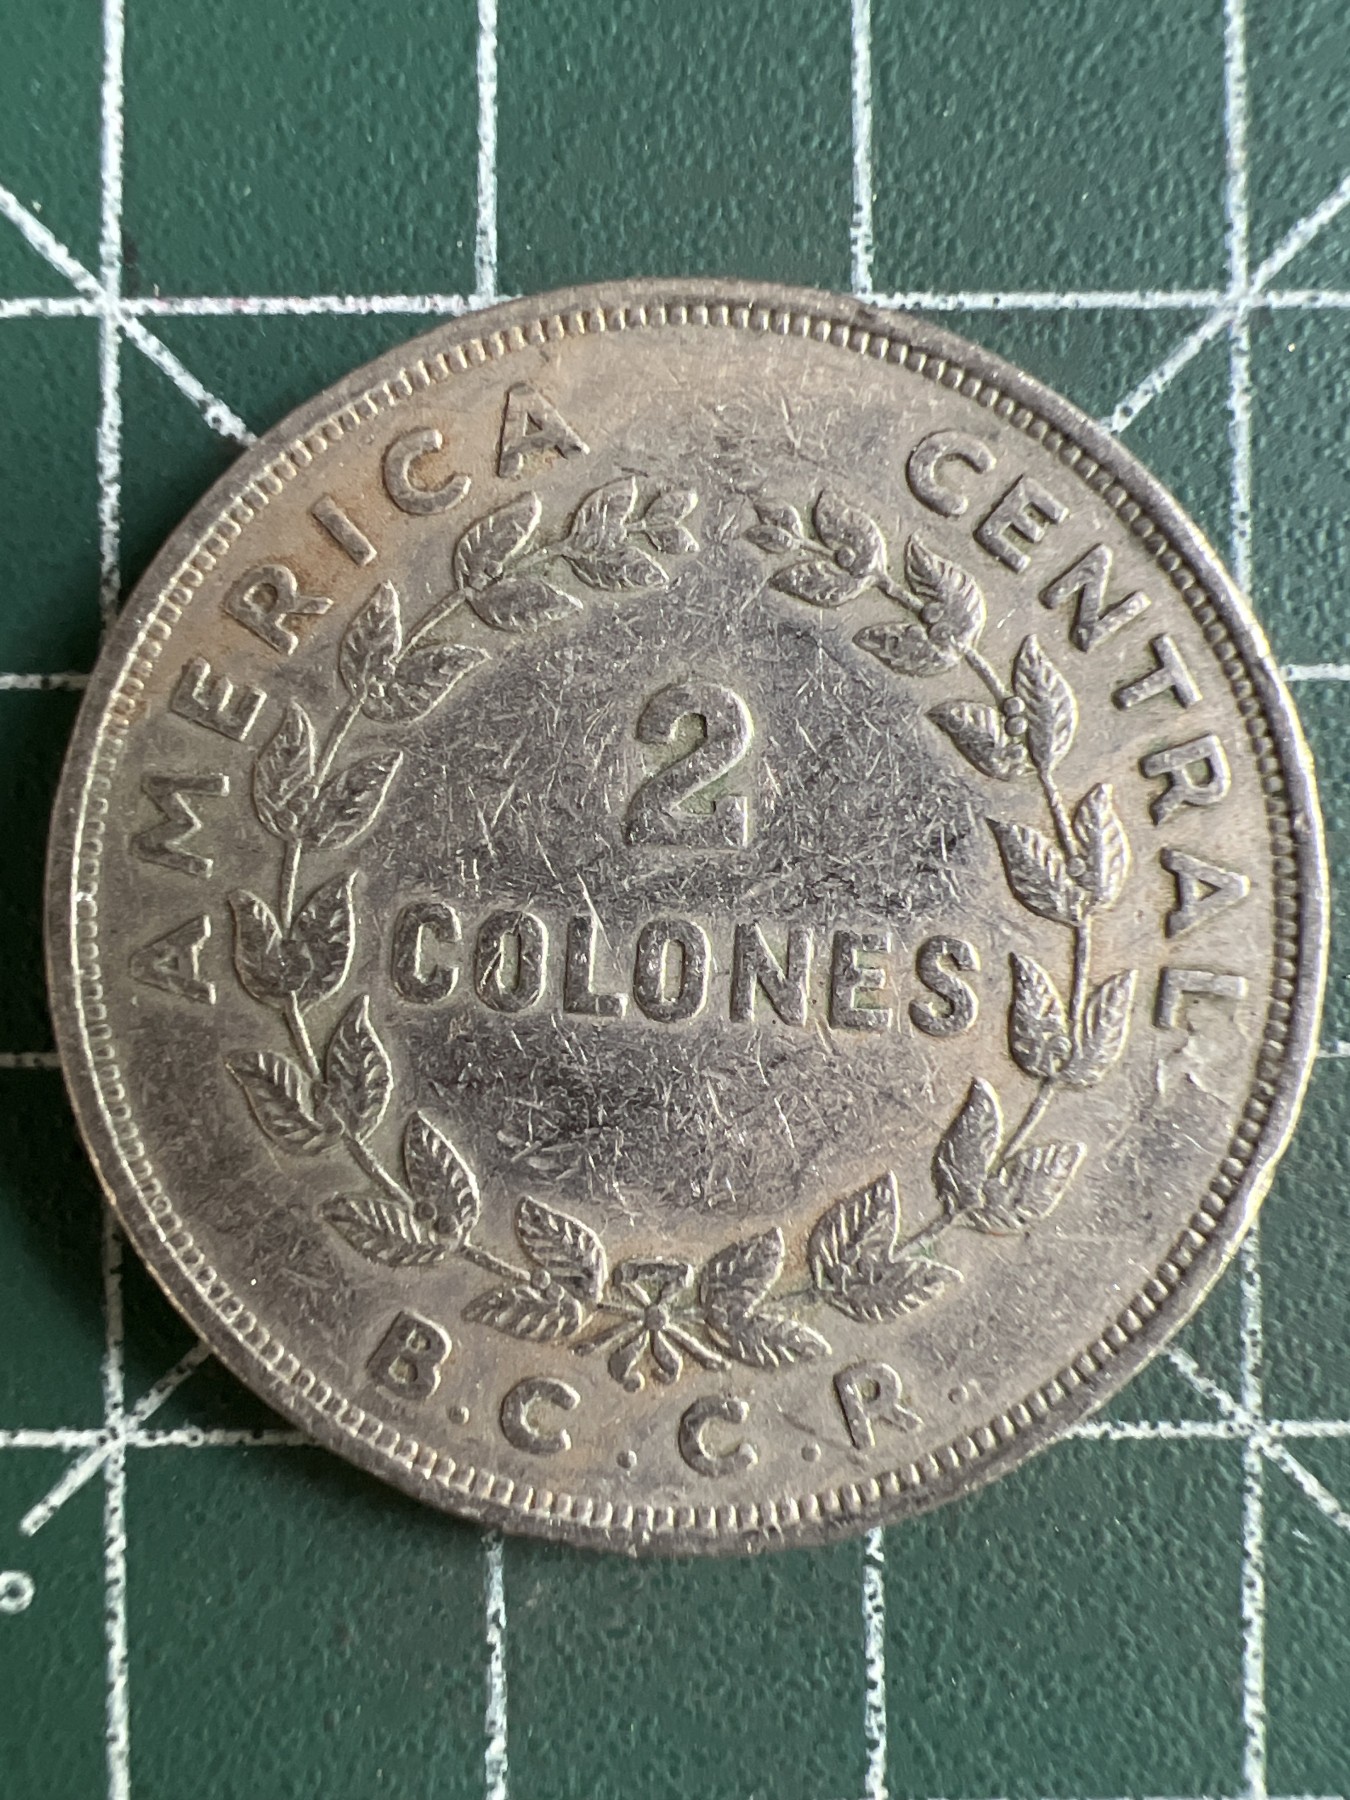 AMERICA CENTRAL
2
COLONES
B.C.C.R.